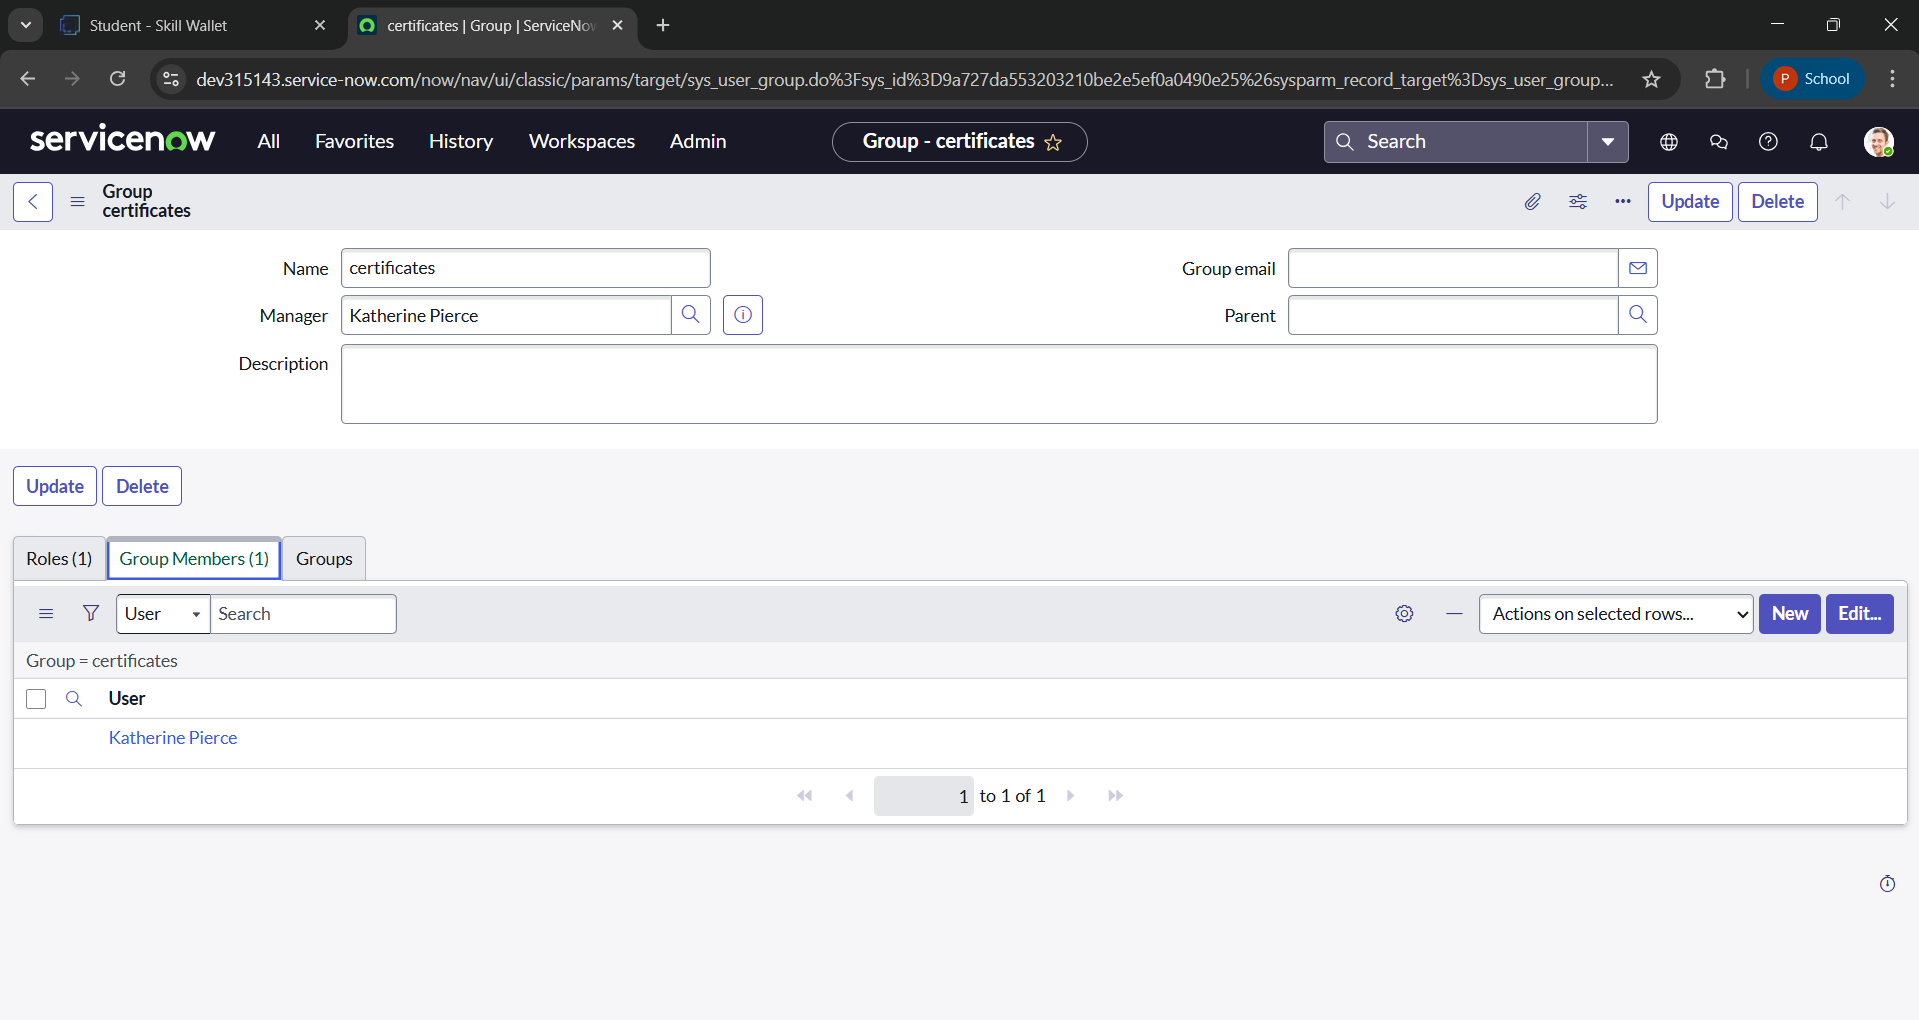 Student - Skill Wallet
certificates | Group | ServiceNo
dev315143.service-now.com/now/nav/ui/classic/params/target/sys_user_group.do%3Fsys_id%3D9a727da553203210be2e5ef0a0490e25%26sysparm_record_target%3Dsys_user_group...
P School
servicenow All Favorites History Workspaces Admin Group - certificates Search
Group
certificates
Update Delete
Name certificates Group email
Manager Katherine Pierce Parent
Description
Update Delete
Roles (1) Group Members (1) Groups
User Search Actions on selected rows... New Edit...
Group = certificates
User
Katherine Pierce
1 to 1 of 1